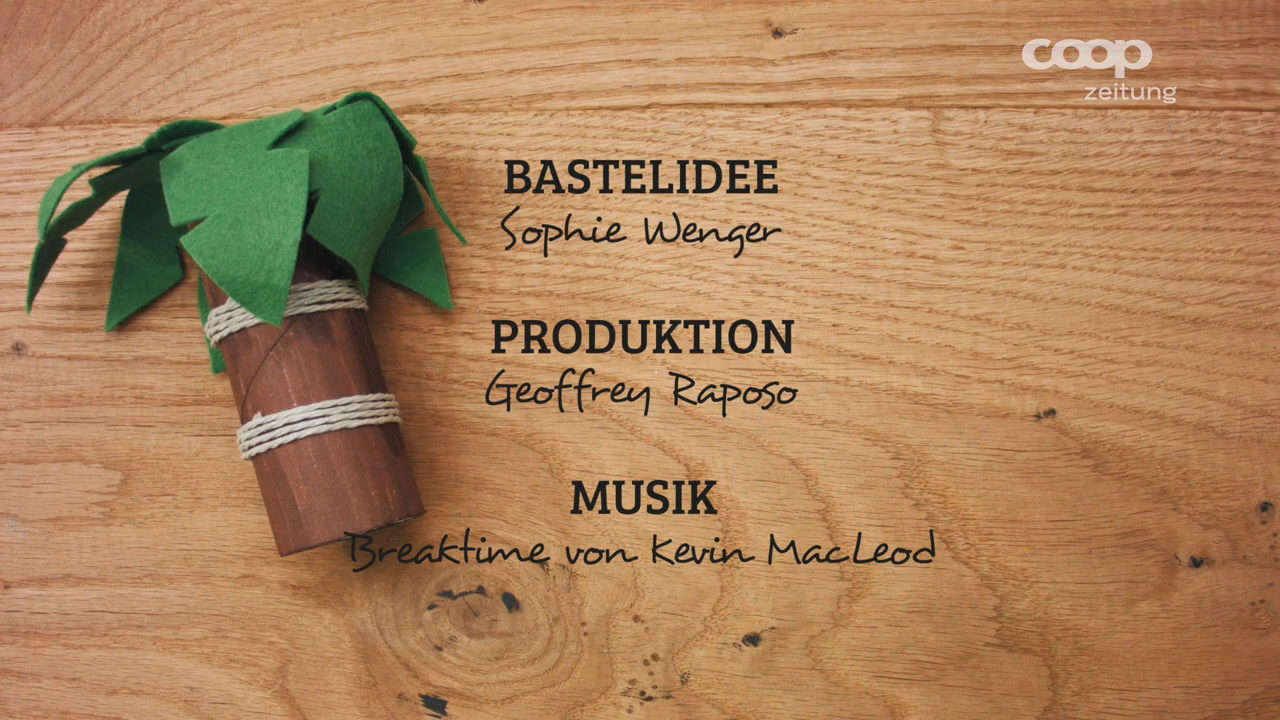 coop
zeitung
BASTELIDEE
Sophie Wenger
PRODUKTION
Geoffrey Raposo
MUSIK
Breaktime von Kevin MacLeod